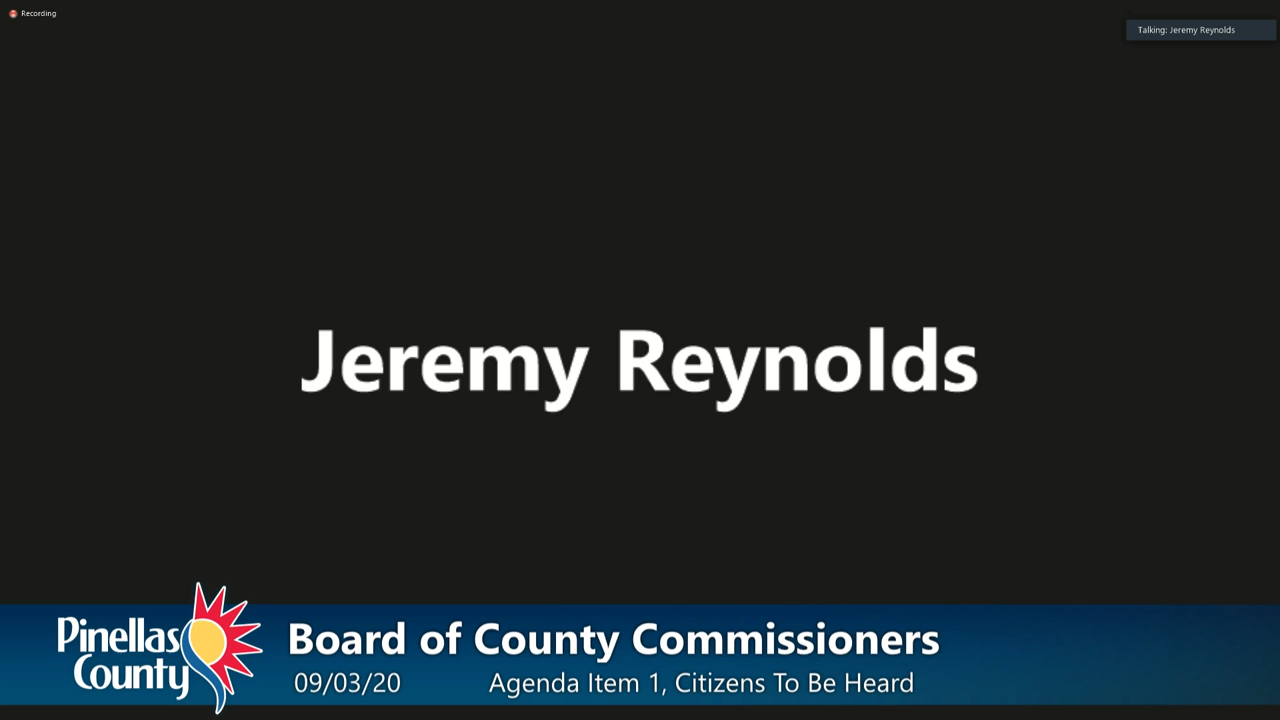 Recording
Talking: Jeremy Reynolds
Jeremy Reynolds
Pinellas
County
Board of County Commissioners
09/03/20 Agenda Item 1, Citizens To Be Heard